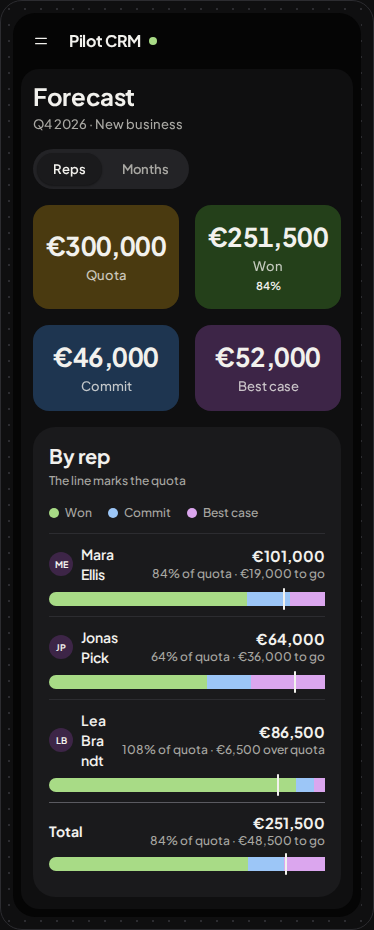 Pilot CRM
Forecast
Q4 2026 · New business
Reps
Months
€300,000
Quota
€251,500
Won
84%
€46,000
Commit
€52,000
Best case
By rep
The line marks the quota
Won
Commit
Best case
ME
Mara
Ellis
€101,000
84% of quota · €19,000 to go
JP
Jonas
Pick
€64,000
64% of quota · €36,000 to go
LB
Lea
Bra
ndt
€86,500
108% of quota · €6,500 over quota
Total
€251,500
84% of quota · €48,500 to go